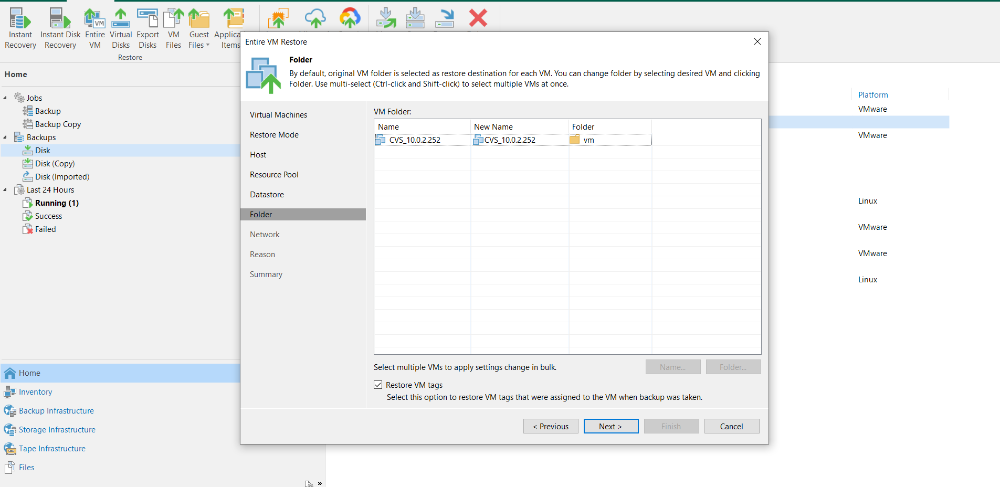 Instant Recovery
Instant Disk Recovery
Entire VM
Virtual Disks
Export Disks
VM Files
Guest Files
Items
Restore
Home
Jobs
Backup
Backup Copy
Backups
Disk
Disk (Copy)
Disk (Imported)
Last 24 Hours
Running (1)
Success
Failed
Home
Inventory
Backup Infrastructure
Storage Infrastructure
Tape Infrastructure
Files
»
Entire VM Restore
Folder
By default, original VM folder is selected as restore destination for each VM. You can change folder by selecting desired VM and clicking
Folder. Use multi-select (Ctrl-click and Shift-click) to select multiple VMs at once.
Virtual Machines
Restore Mode
Host
Resource Pool
Datastore
Folder
Network
Reason
Summary
VM Folder:
Name New Name Folder
CVS_10.0.2.252 CVS_10.0.2.252 vm
Select multiple VMs to apply settings change in bulk.
Name... Folder...
Restore VM tags
Select this option to restore VM tags that were assigned to the VM when backup was taken.
< Previous Next > Finish Cancel
Platform
VMware
VMware
Linux
VMware
VMware
Linux